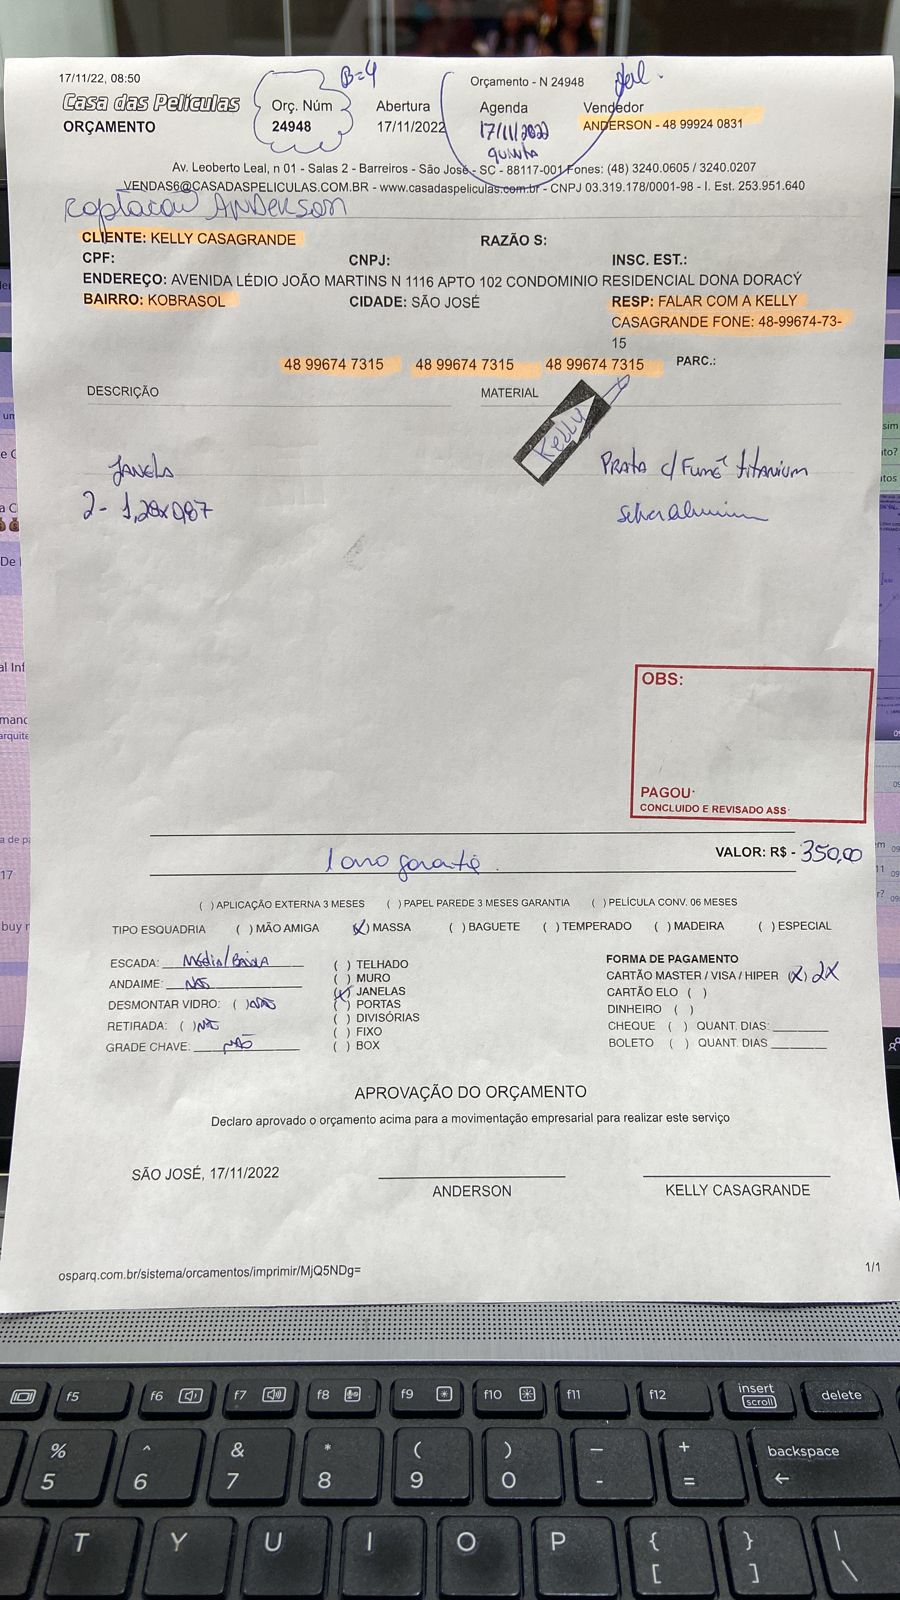 17/11/22, 08:50
B=4
Orçamento - N 24948
Casa das Películas
ORÇAMENTO
Orç. Núm
24948
Abertura
17/11/2022
Agenda
17/11/2022
quinta
Vendedor
ANDERSON - 48 99924 0831
Av. Leoberto Leal, n 01 - Salas 2 - Barreiros - São José - SC - 88117-001 Fones: (48) 3240.0605 / 3240.0207
VENDAS6@CASADASPELICULAS.COM.BR - www.casadaspeliculas.com.br - CNPJ 03.319.178/0001-98 - I. Est. 253.951.640
Anderson
CLIENTE: KELLY CASAGRANDE
RAZÃO S:
CPF:
CNPJ:
INSC. EST.:
ENDEREÇO: AVENIDA LÉDIO JOÃO MARTINS N 1116 APTO 102 CONDOMINIO RESIDENCIAL DONA DORACY
BAIRRO: KOBRASOL
CIDADE: SÃO JOSÉ
RESP: FALAR COM A KELLY
CASAGRANDE FONE: 48-99674-73-
15
48 99674 7315 48 99674 7315 48 99674 7315 PARC.:
DESCRIÇÃO
MATERIAL
Kelly
JANELA
Prata c/ Fumê titanium
2- 1,28x0,87
OBS:
PAGOU
CONCLUIDO E REVISADO ASS
VALOR: R$ - 350,00
1 ano garantia.
( ) APLICAÇÃO EXTERNA 3 MESES ( ) PAPEL PAREDE 3 MESES GARANTIA ( ) PELÍCULA CONV. 06 MESES
TIPO ESQUADRIA ( ) MÃO AMIGA (X) MASSA ( ) BAGUETE ( ) TEMPERADO ( ) MADEIRA ( ) ESPECIAL
ESCADA: Média/Baixa
ANDAIME: Não
DESMONTAR VIDRO: ( ) Não
RETIRADA: ( ) Não
GRADE CHAVE: Não
( ) TELHADO
( ) MURO
(X) JANELAS
( ) PORTAS
( ) DIVISÓRIAS
( ) FIXO
( ) BOX
FORMA DE PAGAMENTO
CARTÃO MASTER / VISA / HIPER (X) 2X
CARTÃO ELO ( )
DINHEIRO ( )
CHEQUE ( ) QUANT. DIAS:
BOLETO ( ) QUANT. DIAS
APROVAÇÃO DO ORÇAMENTO
Declaro aprovado o orçamento acima para a movimentação empresarial para realizar este serviço
SÃO JOSÉ, 17/11/2022
ANDERSON
KELLY CASAGRANDE
osparq.com.br/sistema/orcamentos/imprimir/MjQ5NDg=
1/1
f5 f6 f7 f8 f9 f10 f11 f12 insert delete
scroll
% ^ & * ( ) _ + backspace
5 6 7 8 9 0 - =
T Y U I O P { } |
[ ] \